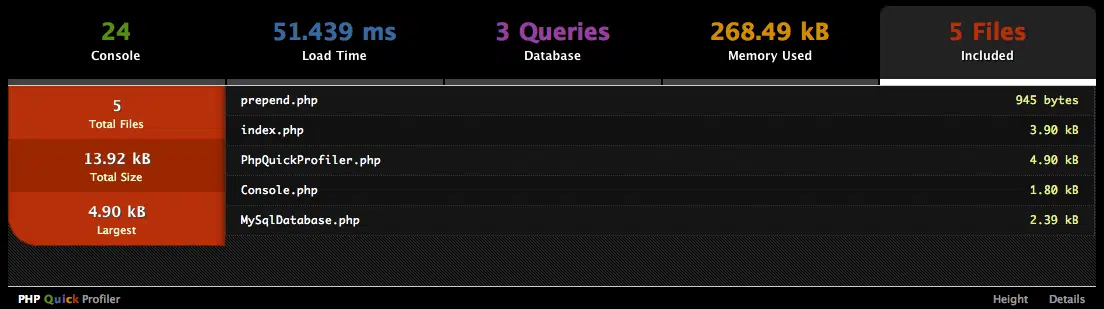 24 51.439 ms 3 Queries 268.49 kB 5 Files
Console Load Time Database Memory Used Included
5
Total Files
13.92 kB
Total Size
4.90 kB
Largest
prepend.php 945 bytes
index.php 3.90 kB
PhpQuickProfiler.php 4.90 kB
Console.php 1.80 kB
MySqlDatabase.php 2.39 kB
PHP Quick Profiler Height Details